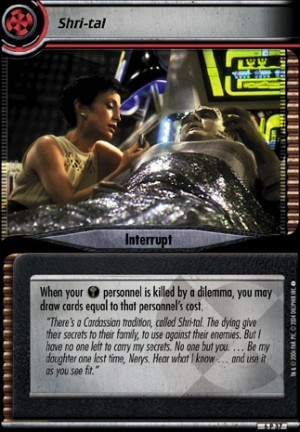 Shri-tal
Interrupt
When your personnel is killed by a dilemma, you may
draw cards equal to that personnel's cost.
"There's a Cardassian tradition, called Shri-tal. The dying give
their secrets to their family, to use against their enemies. But I
have no one left to carry my secrets. No one but you. ... Be my
daughter one last time, Nerys. Hear what I know ... and use it
as you see fit."